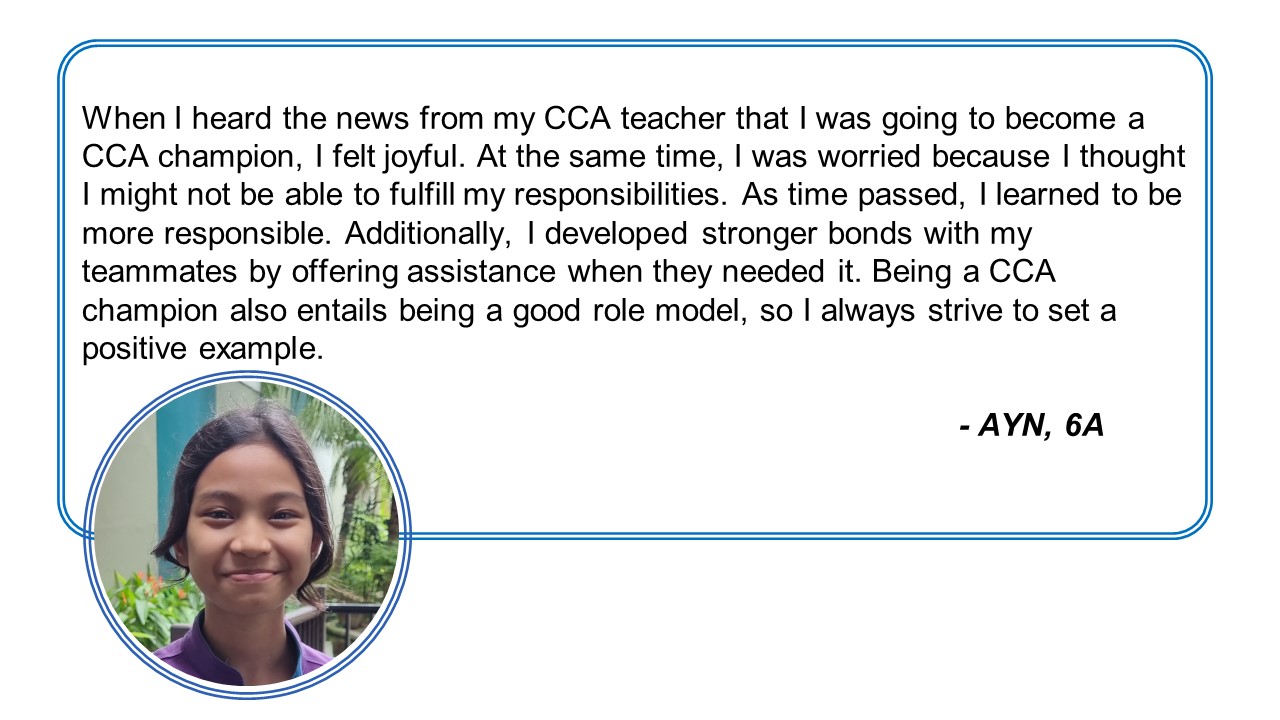 When I heard the news from my CCA teacher that I was going to become a
CCA champion, I felt joyful. At the same time, I was worried because I thought
I might not be able to fulfill my responsibilities. As time passed, I learned to be
more responsible. Additionally, I developed stronger bonds with my
teammates by offering assistance when they needed it. Being a CCA
champion also entails being a good role model, so I always strive to set a
positive example.
- AYN, 6A